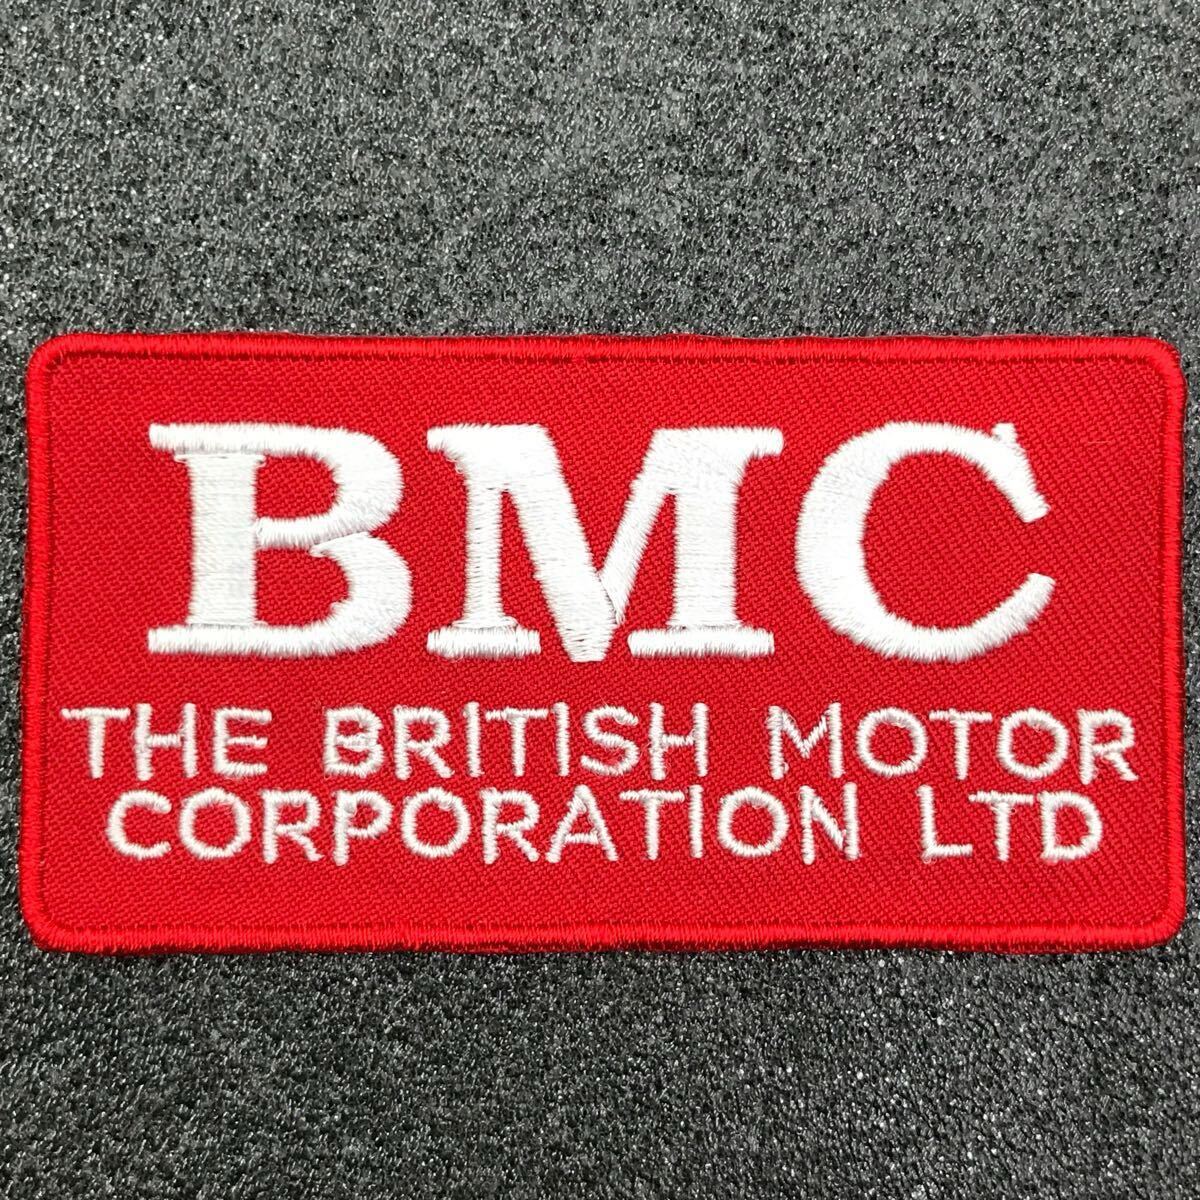 BMC
THE BRITISH MOTOR
CORPORATION LTD